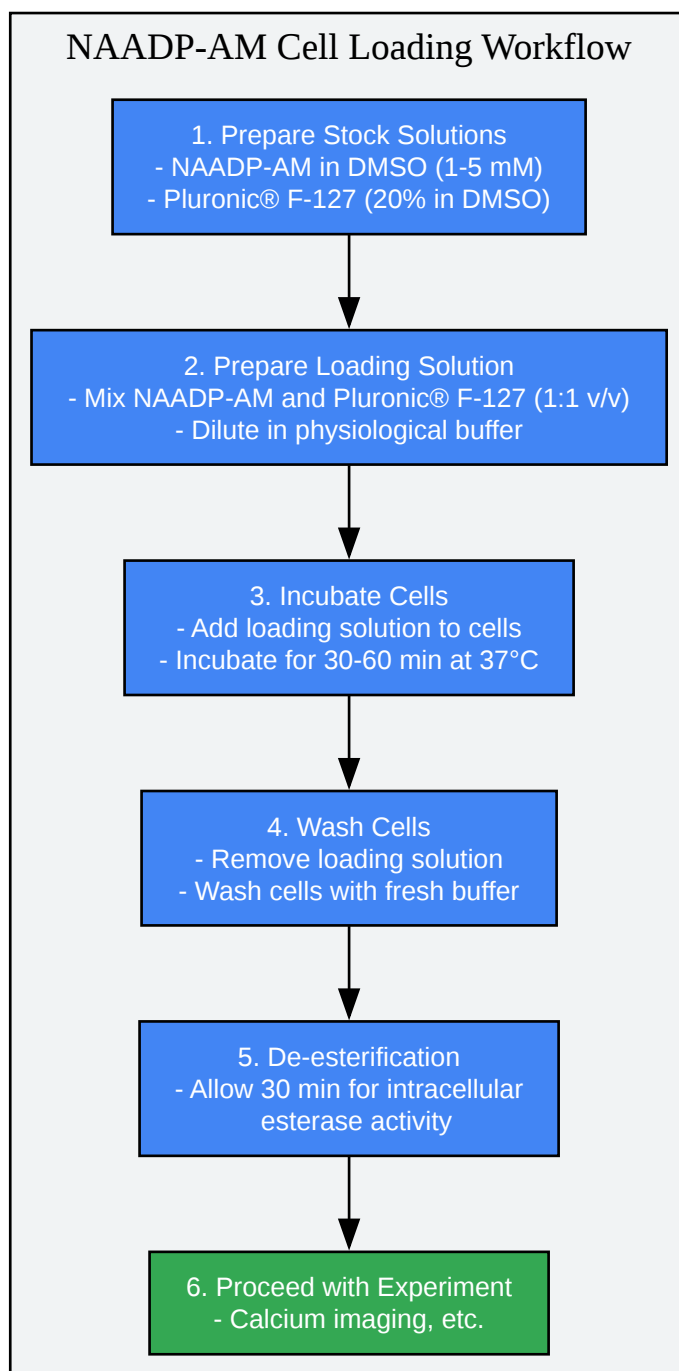 NAADP-AM Cell Loading Workflow
1. Prepare Stock Solutions
- NAADP-AM in DMSO (1-5 mM)
- Pluronic® F-127 (20% in DMSO)
2. Prepare Loading Solution
- Mix NAADP-AM and Pluronic® F-127 (1:1 v/v)
- Dilute in physiological buffer
3. Incubate Cells
- Add loading solution to cells
- Incubate for 30-60 min at 37°C
4. Wash Cells
- Remove loading solution
- Wash cells with fresh buffer
5. De-esterification
- Allow 30 min for intracellular
esterase activity
6. Proceed with Experiment
- Calcium imaging, etc.